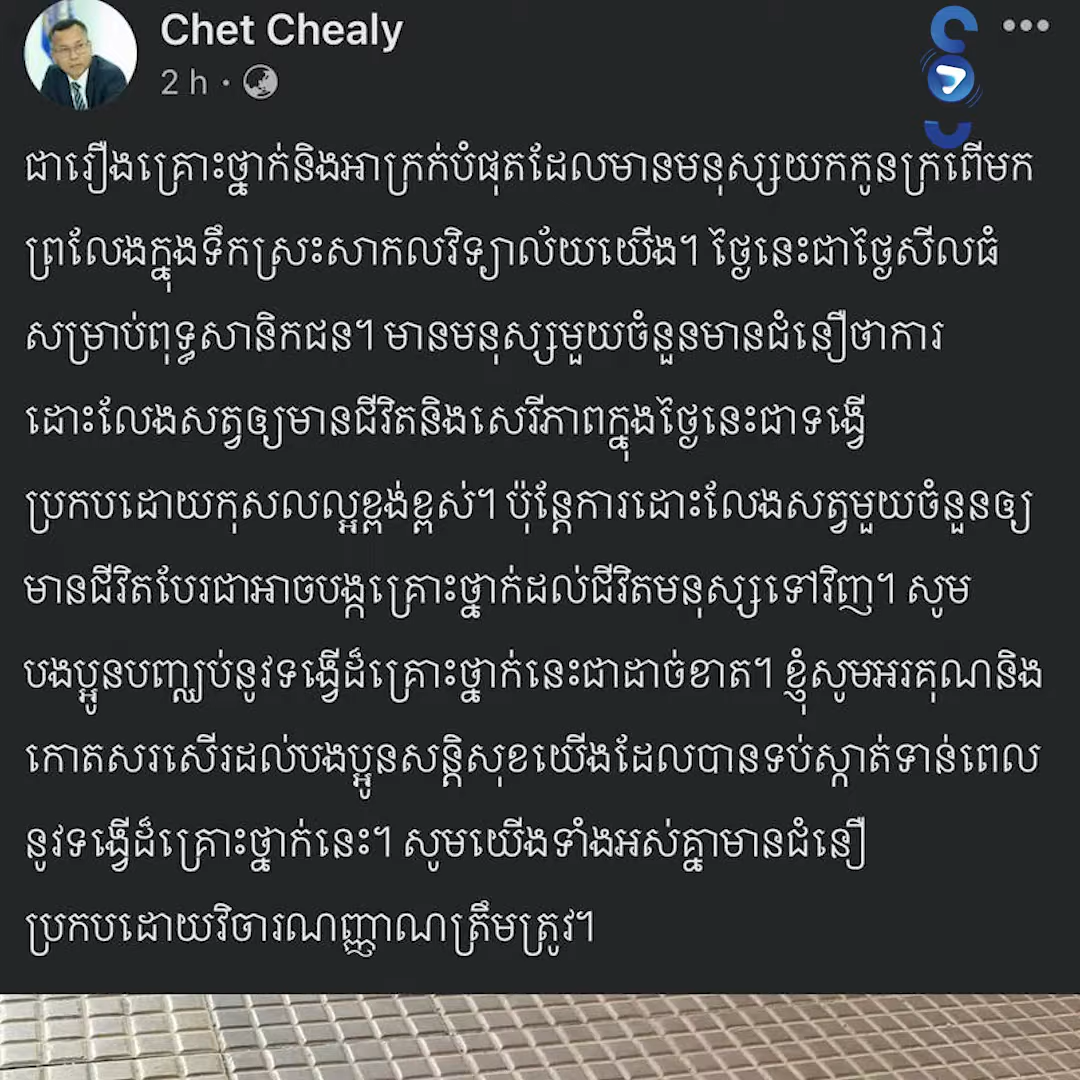 Chet Chealy
2 h ·
ជារឿងគ្រោះថ្នាក់និងអាក្រក់បំផុតដែលមានមនុស្សយកកូនក្រពើមក
ព្រលែងក្នុងទឹកស្រះសាកលវិទ្យាល័យយើង។ ថ្ងៃនេះជាថ្ងៃសីលធំ
សម្រាប់ពុទ្ធសានិកជន។ មានមនុស្សមួយចំនួនមានជំនឿថាការ
ដោះលែងសត្វឲ្យមានជីវិតនិងសេរីភាពក្នុងថ្ងៃនេះជាទង្វើ
ប្រកបដោយកុសលល្អខ្ពង់ខ្ពស់។ ប៉ុន្តែការដោះលែងសត្វមួយចំនួនឲ្យ
មានជីវិតបែរជាអាចបង្កគ្រោះថ្នាក់ដល់ជីវិតមនុស្សទៅវិញ។ សូម
បងប្អូនបញ្ឈប់នូវទង្វើដ៏គ្រោះថ្នាក់នេះជាដាច់ខាត។ ខ្ញុំសូមអរគុណនិង
កោតសរសើរដល់បងប្អូនសន្តិសុខយើងដែលបានទប់ស្កាត់ទាន់ពេល
នូវទង្វើដ៏គ្រោះថ្នាក់នេះ។ សូមយើងទាំងអស់គ្នាមានជំនឿ
ប្រកបដោយវិចារណញ្ញាណត្រឹមត្រូវ។